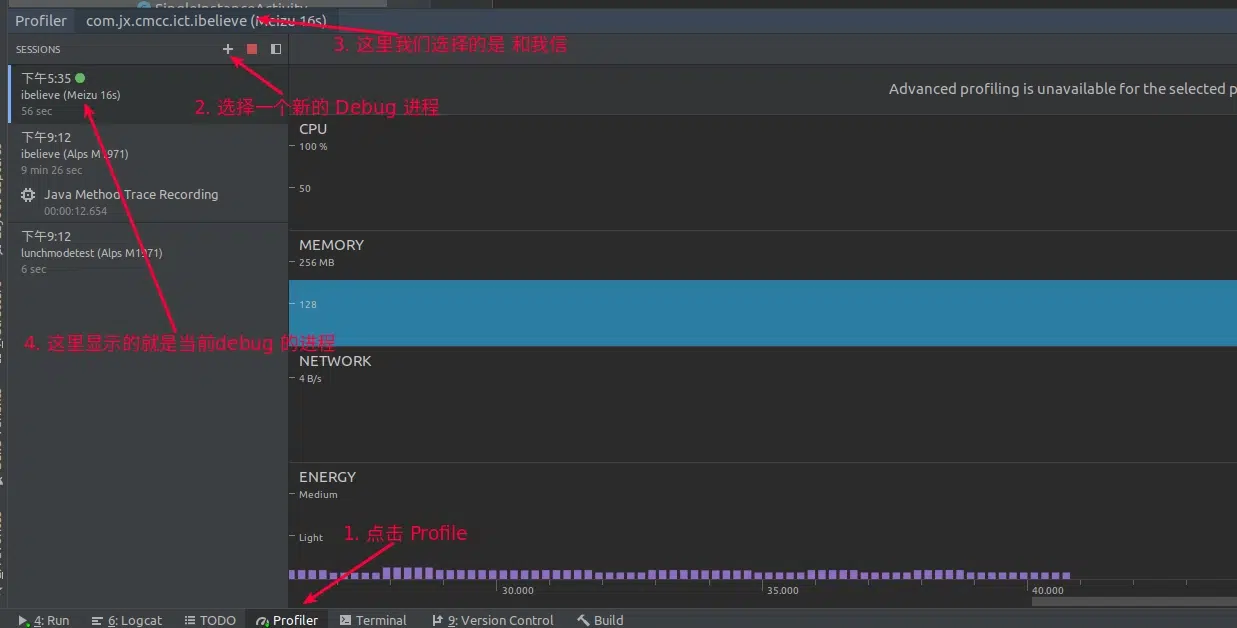 SingleInstanceActivity
Profiler com.jx.cmcc.ict.ibelieve (Meizu 16s)
SESSIONS
3. 这里我们选择的是 和我信
下午5:35
ibelieve (Meizu 16s)
56 sec
2. 选择一个新的 Debug 进程
Advanced profiling is unavailable for the selected p
下午9:12
ibelieve (Alps M1971)
9 min 26 sec
Java Method Trace Recording
00:00:12.654
下午9:12
lunchmodetest (Alps M1971)
6 sec
4. 这里显示的就是当前debug 的进程
CPU
100 %
50
MEMORY
256 MB
128
NETWORK
4 B/s
ENERGY
Medium
Light
1. 点击 Profile
30.000 35.000 40.000
4: Run 6: Logcat TODO Profiler Terminal 9: Version Control Build